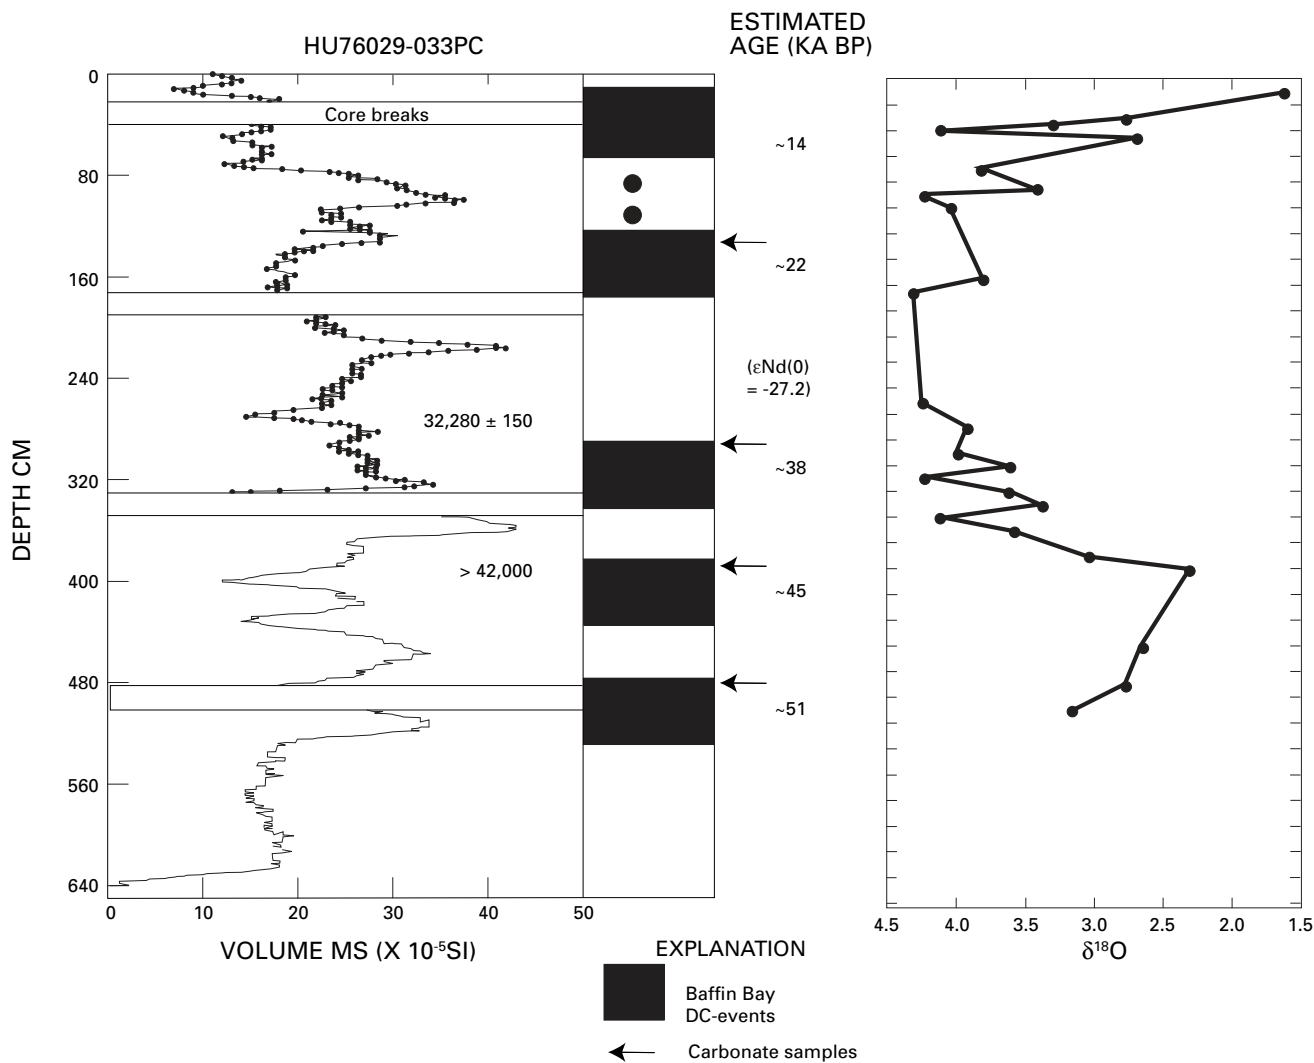 HU76029-033PC
ESTIMATED
AGE (KA BP)
0
80
160
240
320
400
480
560
640
DEPTH CM
Core breaks
32,280 ± 150
> 42,000
~14
~22
(εNd(0)
= -27.2)
~38
~45
~51
0
10
20
30
40
50
VOLUME MS (X 10⁻⁵SI)
4.5
4.0
3.5
3.0
2.5
2.0
1.5
δ¹⁸O
EXPLANATION
Baffin Bay
DC-events
Carbonate samples